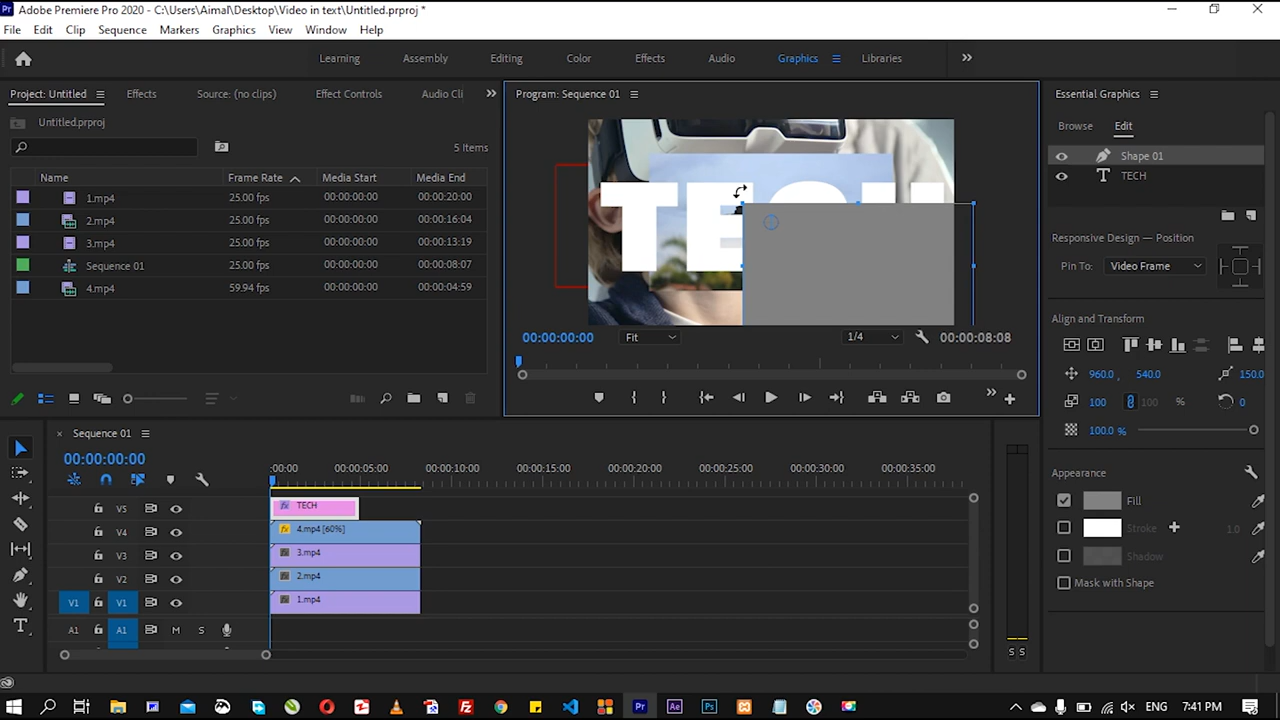 Adobe Premiere Pro 2020 - C:\Users\Aimal\Desktop\Video in text\Untitled.prproj *
File Edit Clip Sequence Markers Graphics View Window Help
Learning Assembly Editing Color Effects Audio Graphics Libraries
Project: Untitled Effects Source: (no clips) Effect Controls Audio Cli
Program: Sequence 01
Essential Graphics
Untitled.prproj
Browse Edit
5 Items
Shape 01
TECH
Name Frame Rate Media Start Media End
1.mp4 25.00 fps 00:00:00:00 00:00:20:00
2.mp4 25.00 fps 00:00:00:00 00:00:16:04
3.mp4 25.00 fps 00:00:00:00 00:00:13:19
Sequence 01 25.00 fps 00:00:00:00 00:00:08:07
4.mp4 59.94 fps 00:00:00:00 00:00:04:59
TECH
Responsive Design — Position
Pin To: Video Frame
Align and Transform
00:00:00:00 Fit 1/4 00:00:08:08
960.0 , 540.0 150.0
100 100 % 0
100.0 %
Sequence 01
00:00:00:00
:00:00 00:00:05:00 00:00:10:00 00:00:15:00 00:00:20:00 00:00:25:00 00:00:30:00 00:00:35:00
Appearance
Fill
Stroke 1.0
Shadow
Mask with Shape
V5 TECH
V4 4.mp4 [60%]
V3 3.mp4
V2 2.mp4
V1 V1 1.mp4
A1 A1 M S
S S
ENG 7:41 PM